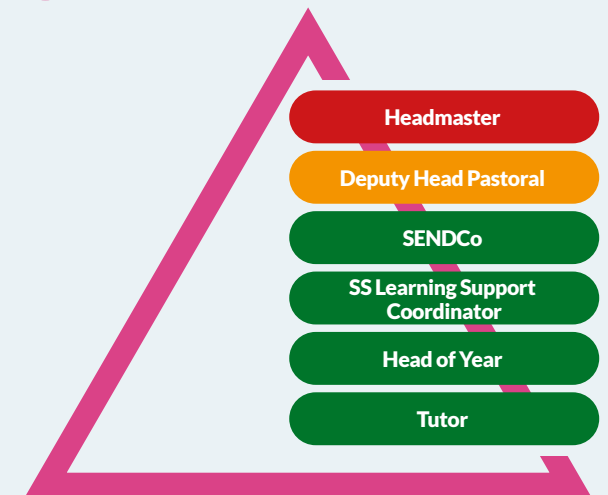 Headmaster
Deputy Head Pastoral
SENDCo
SS Learning Support
Coordinator
Head of Year
Tutor